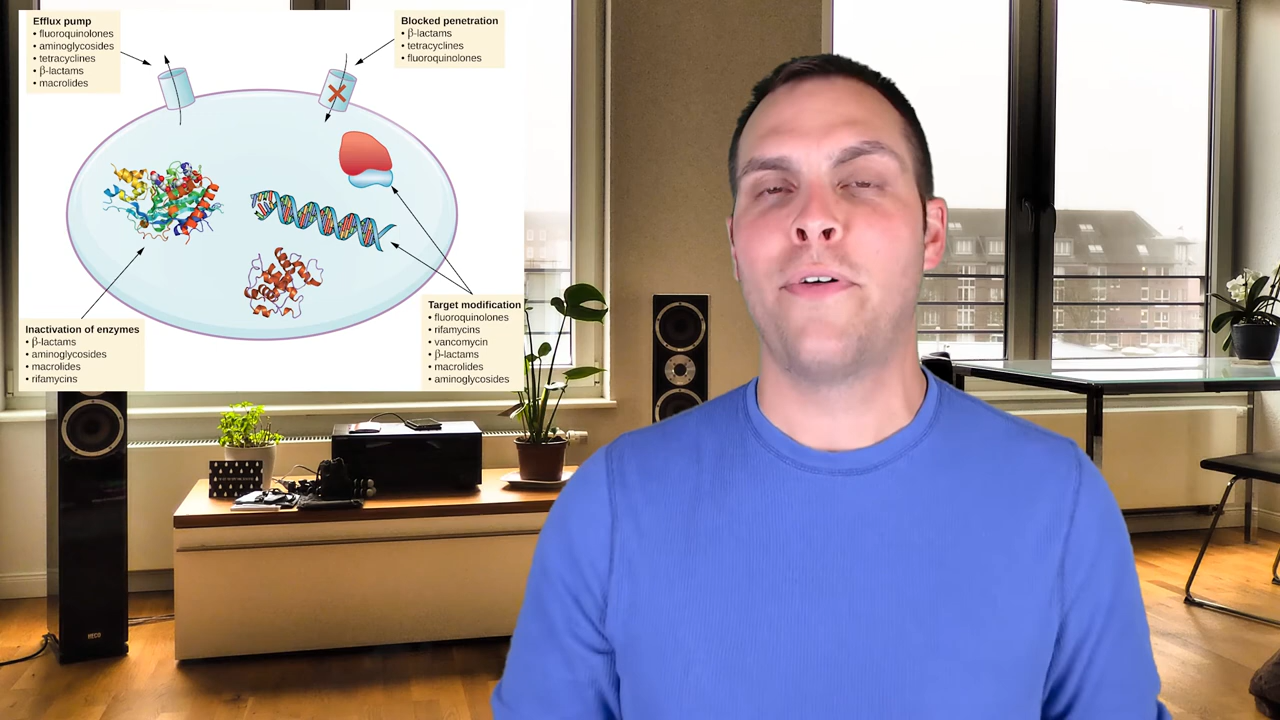 Efflux pump
• fluoroquinolones
• aminoglycosides
• tetracyclines
• β-lactams
• macrolides
Blocked penetration
• β-lactams
• tetracyclines
• fluoroquinolones
Inactivation of enzymes
• β-lactams
• aminoglycosides
• macrolides
• rifamycins
Target modification
• fluoroquinolones
• rifamycins
• vancomycin
• β-lactams
• macrolides
• aminoglycosides
HECO